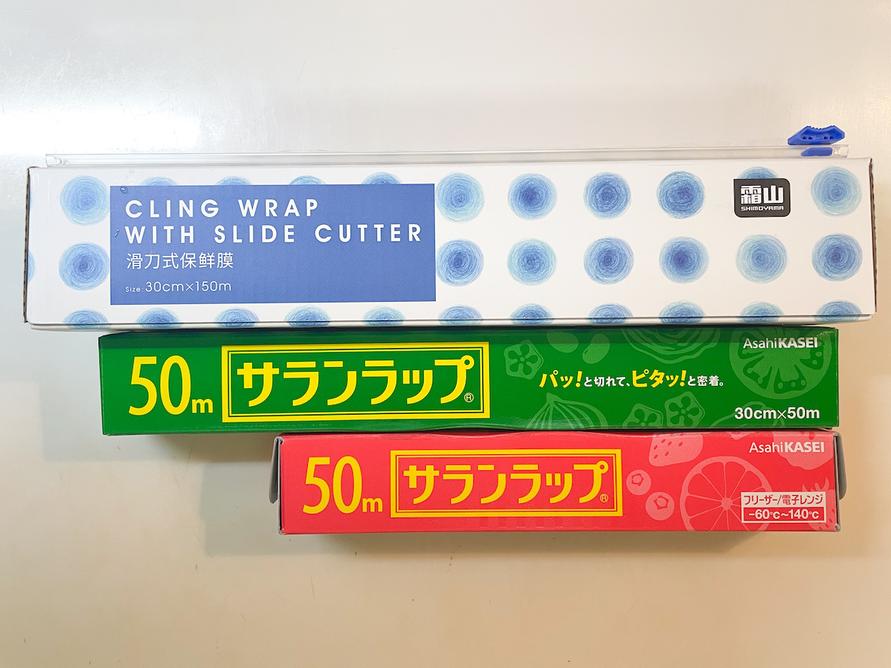 CLING WRAP
WITH SLIDE CUTTER
滑刀式保鲜膜
Size: 30cm×150m
霜山
SHIMOYAMA
50m
サランラップ®
パッ!と切れて、ピタッ!と密着。
AsahiKASEI
30cm×50m
50m
サランラップ®
AsahiKASEI
フリーザー/電子レンジ
−60℃~140℃